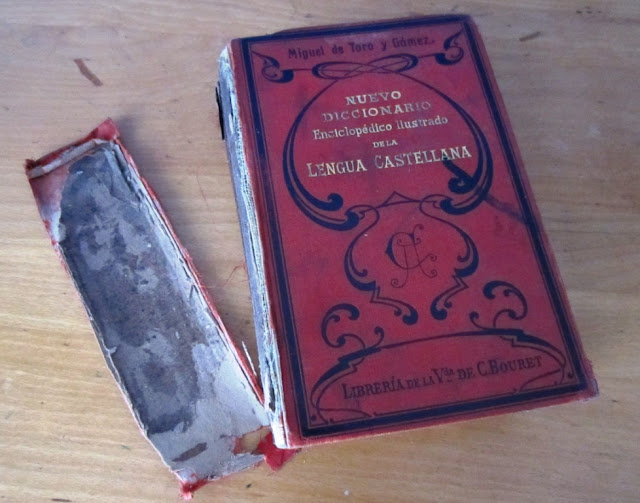 Miguel de Toro y Gómez.
NUEVO
DICCIONARIO
Enciclopédico ilustrado
DE LA
LENGUA CASTELLANA
LIBRERÍA DE LA Vda DE C. BOURET